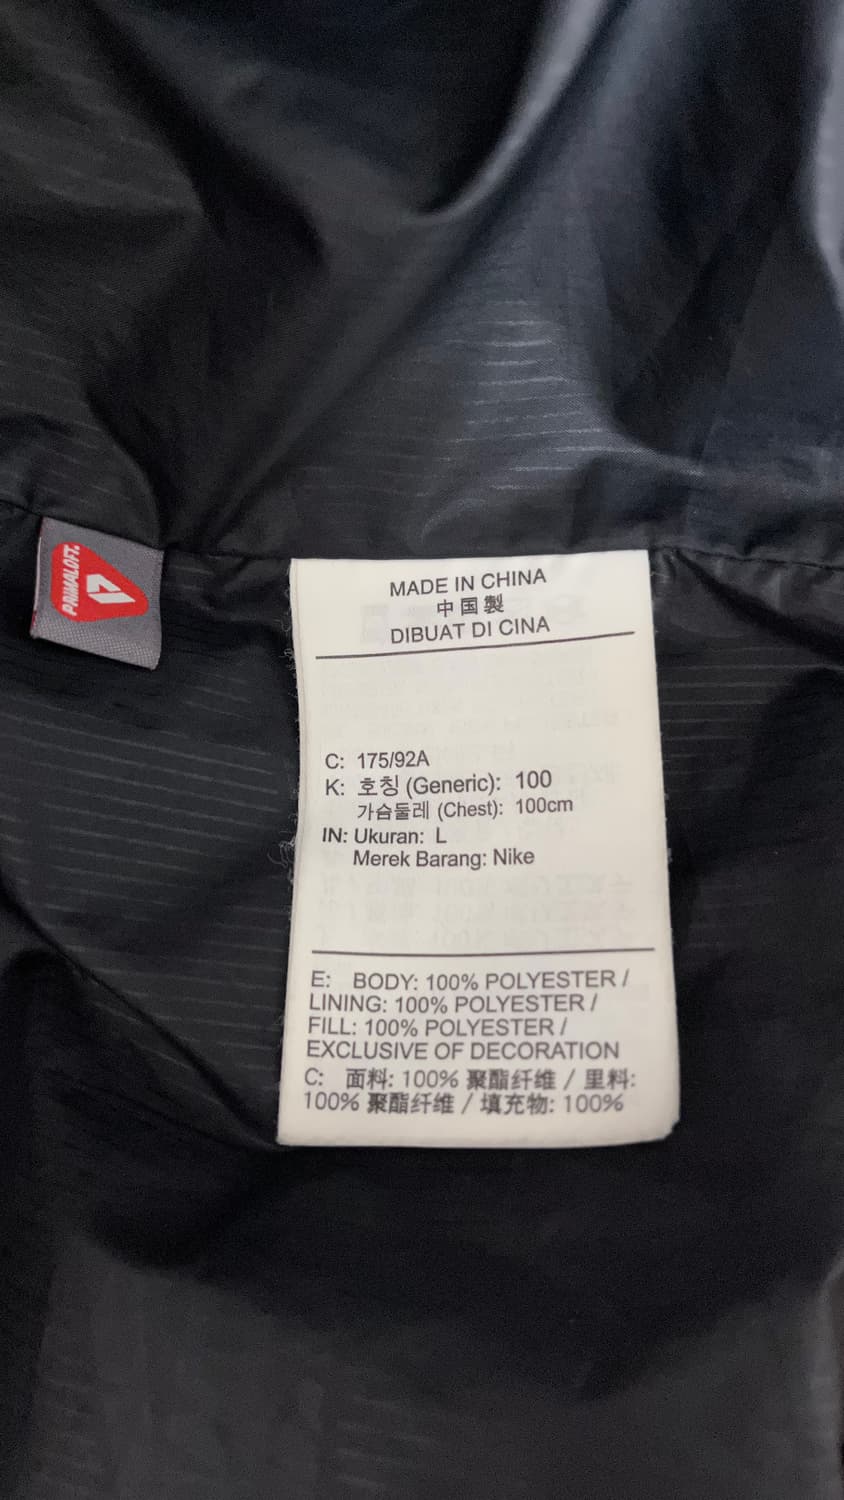 PRIMALOFT®
MADE IN CHINA
中国製
DIBUAT DI CINA
C: 175/92A
K: 호칭 (Generic): 100
가슴둘레 (Chest): 100cm
IN: Ukuran: L
Merek Barang: Nike
E: BODY: 100% POLYESTER /
LINING: 100% POLYESTER /
FILL: 100% POLYESTER /
EXCLUSIVE OF DECORATION
C: 面料: 100% 聚酯纤维 / 里料:
100% 聚酯纤维 / 填充物: 100%